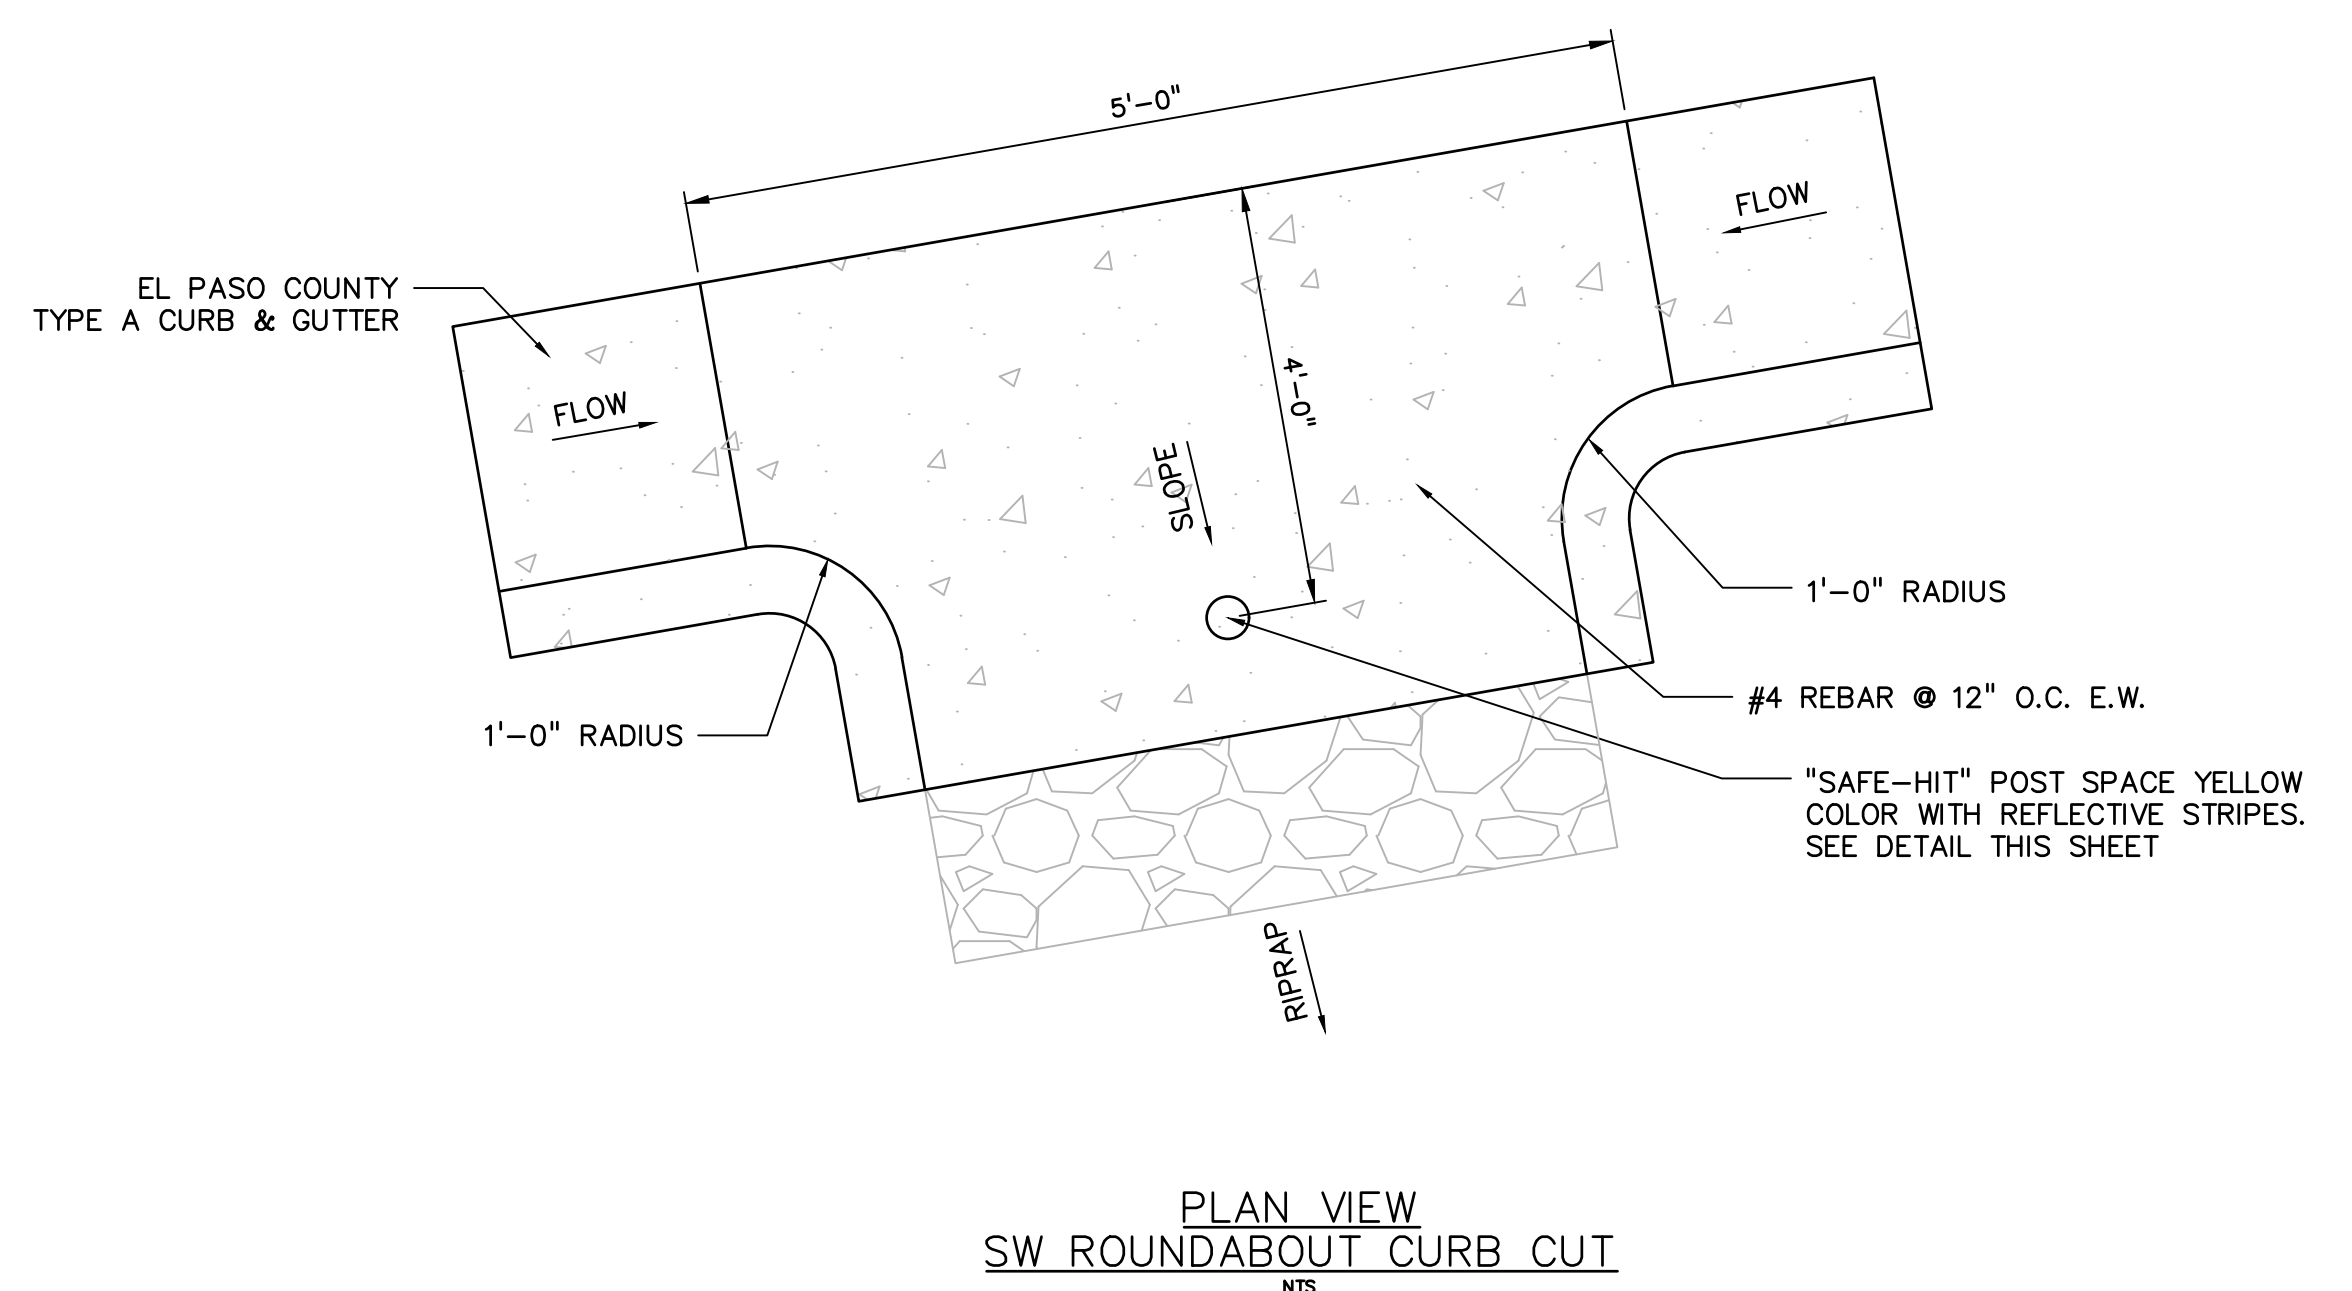 5'-0"
FLOW
EL PASO COUNTY
TYPE A CURB & GUTTER
FLOW
4'-0"
SLOPE
1'-0" RADIUS
#4 REBAR @ 12" O.C. E.W.
1'-0" RADIUS
"SAFE-HIT" POST SPACE YELLOW
COLOR WITH REFLECTIVE STRIPES.
SEE DETAIL THIS SHEET
RIPRAP
PLAN VIEW
SW ROUNDABOUT CURB CUT
NTS